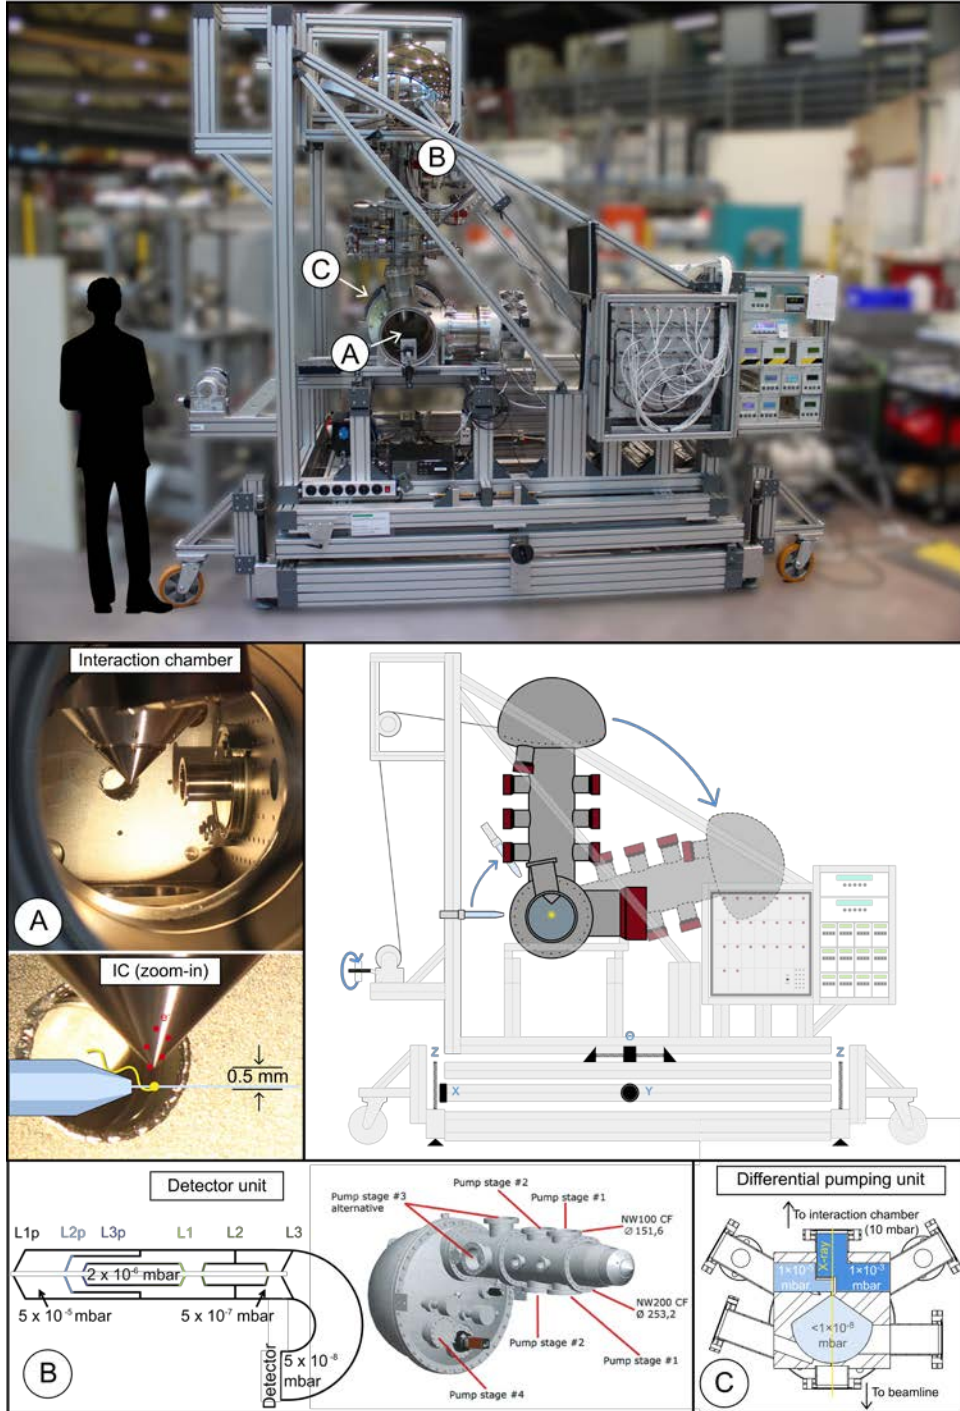 B
C
A
Interaction chamber
A
IC (zoom-in)
e⁻
0.5 mm
Θ
Z
Z
X
Y
Detector unit
L1p
L2p
L3p
L1
L2
L3
2 x 10⁻⁶ mbar
5 x 10⁻⁵ mbar
5 x 10⁻⁷ mbar
5 x 10⁻⁸
mbar
Detector
B
Pump stage #3
alternative
Pump stage #2
Pump stage #1
NW100 CF
Ø 151,6
NW200 CF
Ø 253,2
Pump stage #2
Pump stage #1
Pump stage #4
Differential pumping unit
To interaction chamber
(10 mbar)
X-ray
mbar
1×10⁻³
mbar
<1×10⁻⁸
mbar
To beamline
C